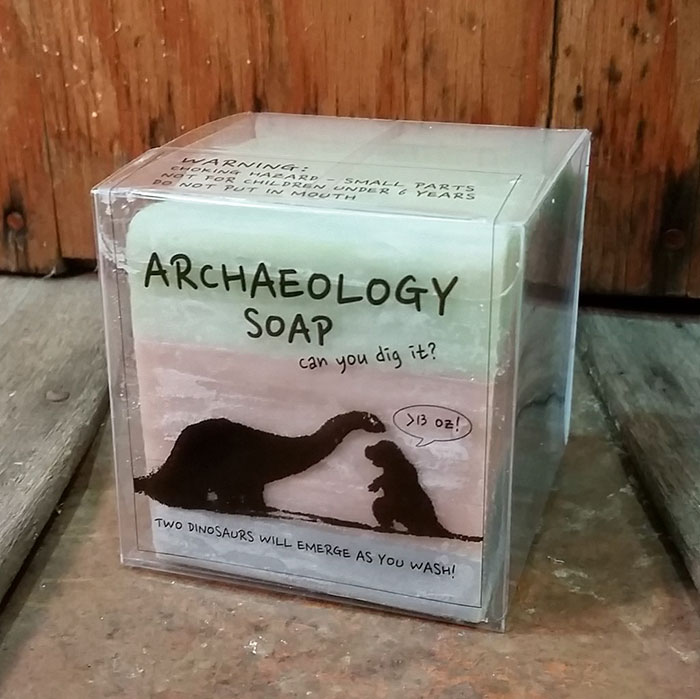 WARNING:
CHOKING HAZARD - SMALL PARTS
NOT FOR CHILDREN UNDER 6 YEARS
DO NOT PUT IN MOUTH
ARCHAEOLOGY
SOAP
can you dig it?
>13 oz!
TWO DINOSAURS WILL EMERGE AS YOU WASH!